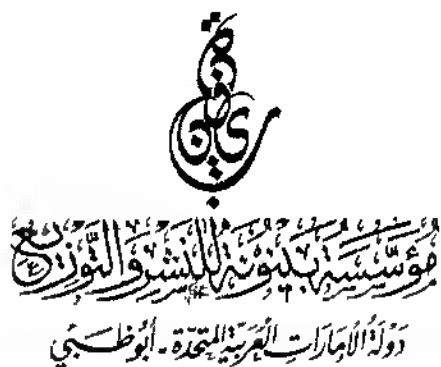 مؤسسة بينونة للنشر والتوزيع
دولة الإمارات العربية المتحدة - أبوظبي